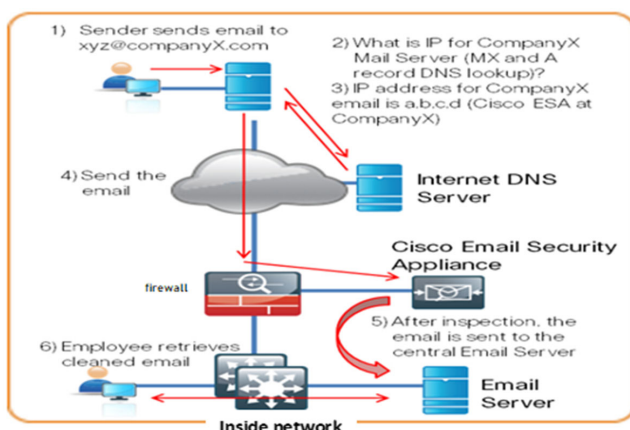 1) Sender sends email to
xyz@companyX.com
2) What is IP for CompanyX
Mail Server (MX and A
record DNS lookup)?
3) IP address for CompanyX
email is a.b.c.d (Cisco ESA at
CompanyX)
4) Send the
email
Internet DNS
Server
Cisco Email Security
Appliance
firewall
5) After inspection, the
email is sent to the
central Email Server
6) Employee retrieves
cleaned email
Email
Server
Inside network